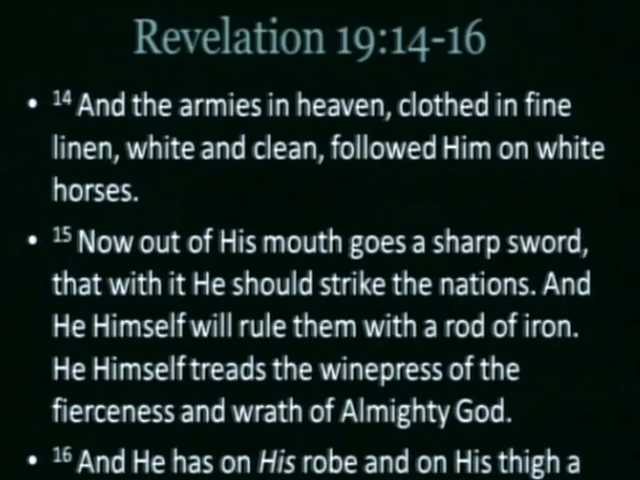 Revelation 19:14-16
• 14 And the armies in heaven, clothed in fine
linen, white and clean, followed Him on white
horses.
• 15 Now out of His mouth goes a sharp sword,
that with it He should strike the nations. And
He Himself will rule them with a rod of iron.
He Himself treads the winepress of the
fierceness and wrath of Almighty God.
• 16 And He has on His robe and on His thigh a